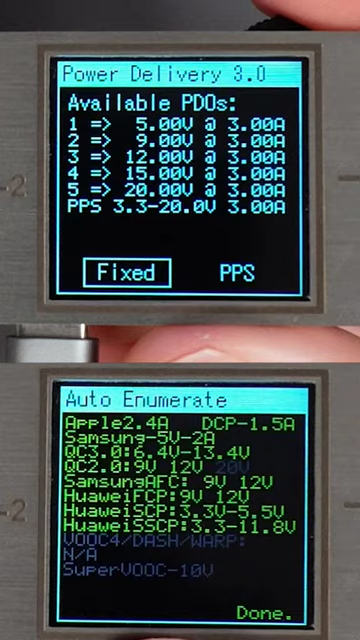 Power Delivery 3.0
Available PDOs:
1 => 5.00V @ 3.00A
2 => 9.00V @ 3.00A
3 => 12.00V @ 3.00A
4 => 15.00V @ 3.00A
5 => 20.00V @ 3.00A
PPS 3.3-20.0V 3.00A
Fixed PPS
-2
Auto Enumerate
Apple2.4A DCP-1.5A
Samsung-5V-2A
QC3.0:6.4V-13.4V
QC2.0:9V 12V 20V
SamsungAFC: 9V 12V
HuaweiFCP:9V 12V
HuaweiSCP:3.3V-5.5V
HuaweiSSCP:3.3-11.8V
VOOC4/DASH/WARP:
N/A
SuperVOOC-10V
Done.
-2